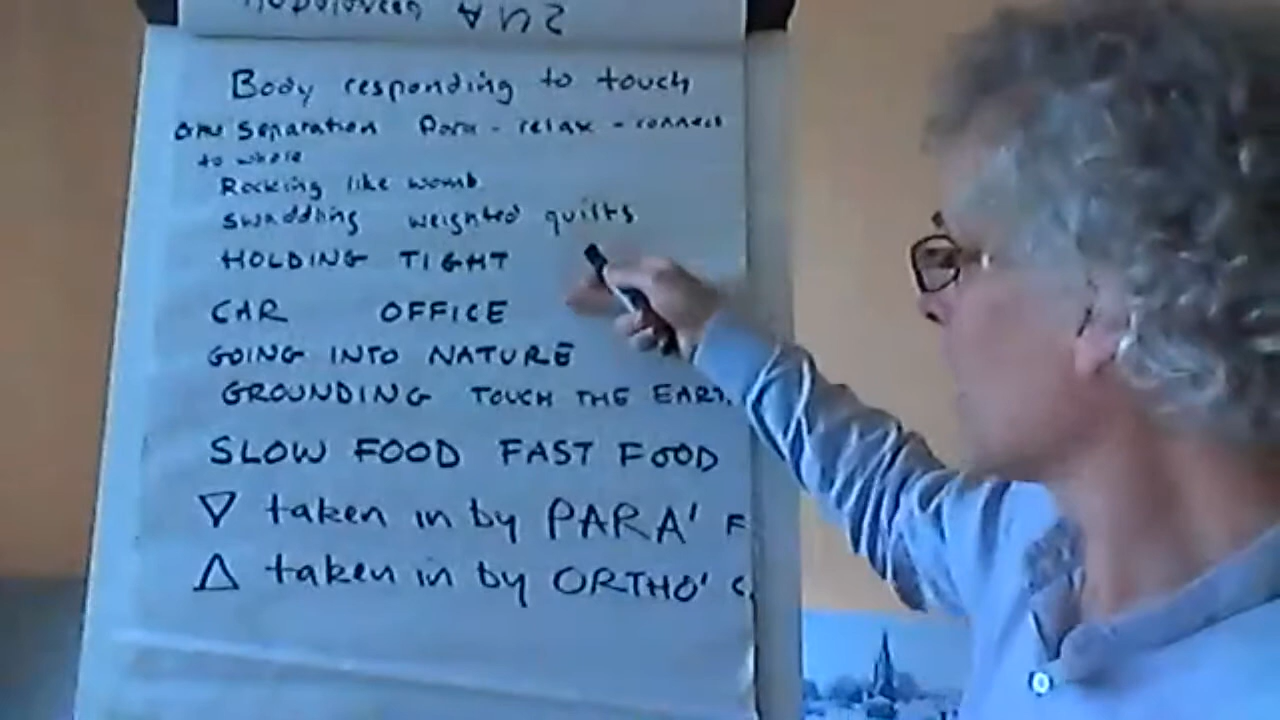 2UA
Body responding to touch
Separation Para - relax - connect
to whole
Rocking like womb
Swaddling weighted quilts
HOLDING TIGHT
CAR OFFICE
GOING INTO NATURE
GROUNDING TOUCH THE EART
SLOW FOOD FAST FOOD
▽ taken in by PARA' F
△ taken in by ORTHO'